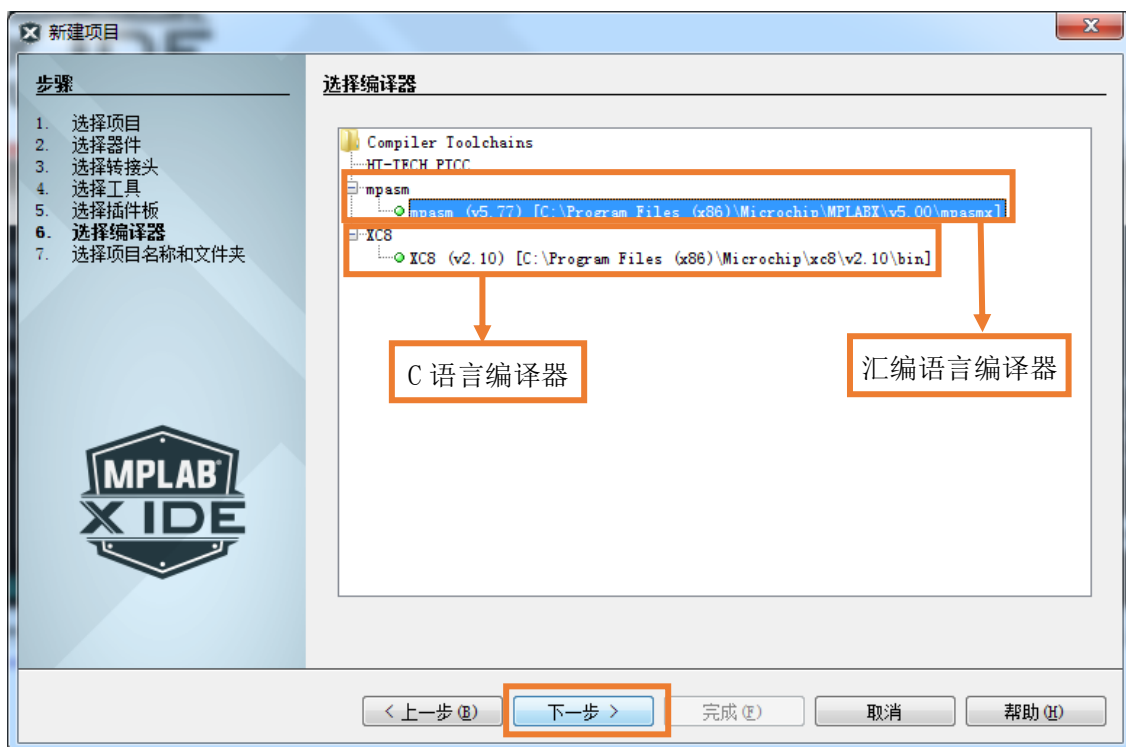 新建项目
步骤
1. 选择项目
2. 选择器件
3. 选择转接头
4. 选择工具
5. 选择插件板
6. 选择编译器
7. 选择项目名称和文件夹
MPLAB
X IDE
选择编译器
Compiler Toolchains
HI-TECH PICC
mpasm
mpasm (v5.77) [C:\Program Files (x86)\Microchip\MPLABX\v5.00\mpasmx]
XC8
XC8 (v2.10) [C:\Program Files (x86)\Microchip\xc8\v2.10\bin]
C 语言编译器
汇编语言编译器
< 上一步(B)
下一步 >
完成(F)
取消
帮助(H)